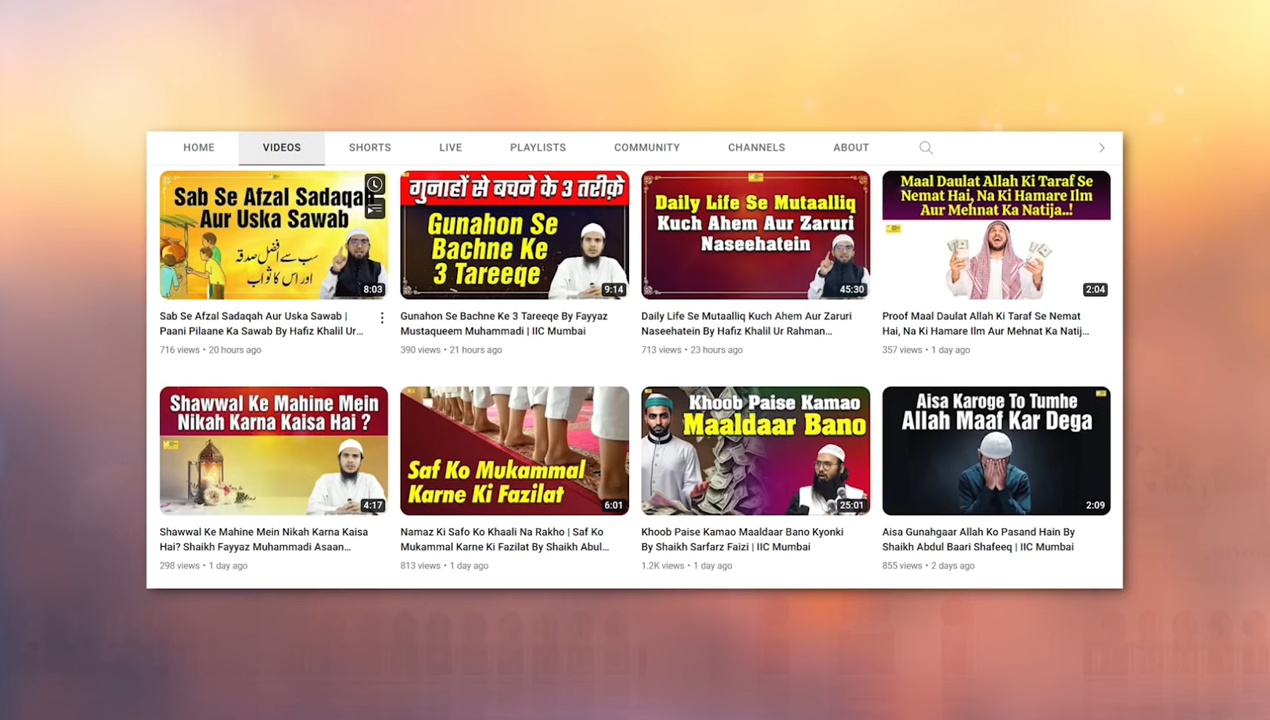 HOME VIDEOS SHORTS LIVE PLAYLISTS COMMUNITY CHANNELS ABOUT
Sab Se Afzal Sadaqah
Aur Uska Sawab
سب سے افضل صدقہ
اور اس کا ثواب
8:03
Sab Se Afzal Sadaqah Aur Uska Sawab |
Paani Pilaane Ka Sawab By Hafiz Khalil Ur...
716 views • 20 hours ago
गुनाहों से बचने के 3 तरीक़े
Gunahon Se
Bachne Ke
3 Tareeqe
9:14
Gunahon Se Bachne Ke 3 Tareeqe By Fayyaz
Mustaqueem Muhammadi | IIC Mumbai
390 views • 21 hours ago
Daily Life Se Mutaalliq
Kuch Ahem Aur Zaruri
Naseehatein
45:30
Daily Life Se Mutaalliq Kuch Ahem Aur Zaruri
Naseehatein By Hafiz Khalil Ur Rahman...
713 views • 23 hours ago
Maal Daulat Allah Ki Taraf Se
Nemat Hai, Na Ki Hamare Ilm
Aur Mehnat Ka Natija..!
2:04
Proof Maal Daulat Allah Ki Taraf Se Nemat
Hai, Na Ki Hamare Ilm Aur Mehnat Ka Natij...
357 views • 1 day ago
Shawwal Ke Mahine Mein
Nikah Karna Kaisa Hai ?
4:17
Shawwal Ke Mahine Mein Nikah Karna Kaisa
Hai? Shaikh Fayyaz Muhammadi Asaan...
298 views • 1 day ago
Saf Ko Mukammal
Karne Ki Fazilat
6:01
Namaz Ki Safo Ko Khaali Na Rakho | Saf Ko
Mukammal Karne Ki Fazilat By Shaikh Abul...
813 views • 1 day ago
Khoob Paise Kamao
Maaldaar Bano
25:01
Khoob Paise Kamao Maaldaar Bano Kyonki
By Shaikh Sarfarz Faizi | IIC Mumbai
1.2K views • 1 day ago
Aisa Karoge To Tumhe
Allah Maaf Kar Dega
2:09
Aisa Gunahgaar Allah Ko Pasand Hain By
Shaikh Abdul Baari Shafeeq | IIC Mumbai
855 views • 2 days ago